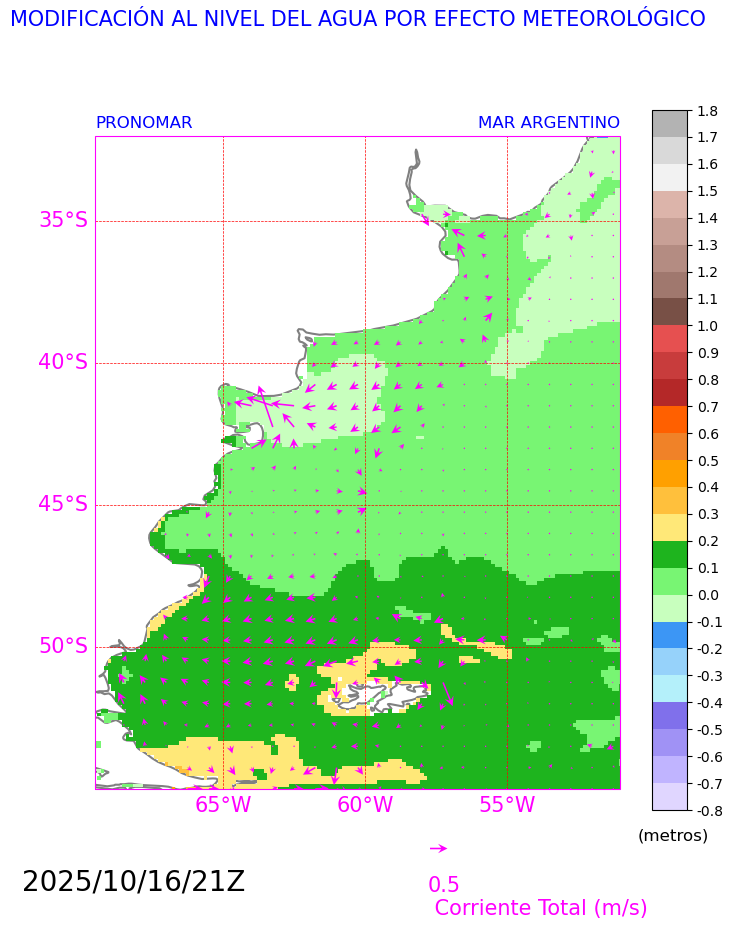 MODIFICACIÓN AL NIVEL DEL AGUA POR EFECTO METEOROLÓGICO
PRONOMAR
MAR ARGENTINO
35°S
40°S
45°S
50°S
65°W
60°W
55°W
1.8
1.7
1.6
1.5
1.4
1.3
1.2
1.1
1.0
0.9
0.8
0.7
0.6
0.5
0.4
0.3
0.2
0.1
0.0
-0.1
-0.2
-0.3
-0.4
-0.5
-0.6
-0.7
-0.8
(metros)
2025/10/16/21Z
0.5
Corriente Total (m/s)